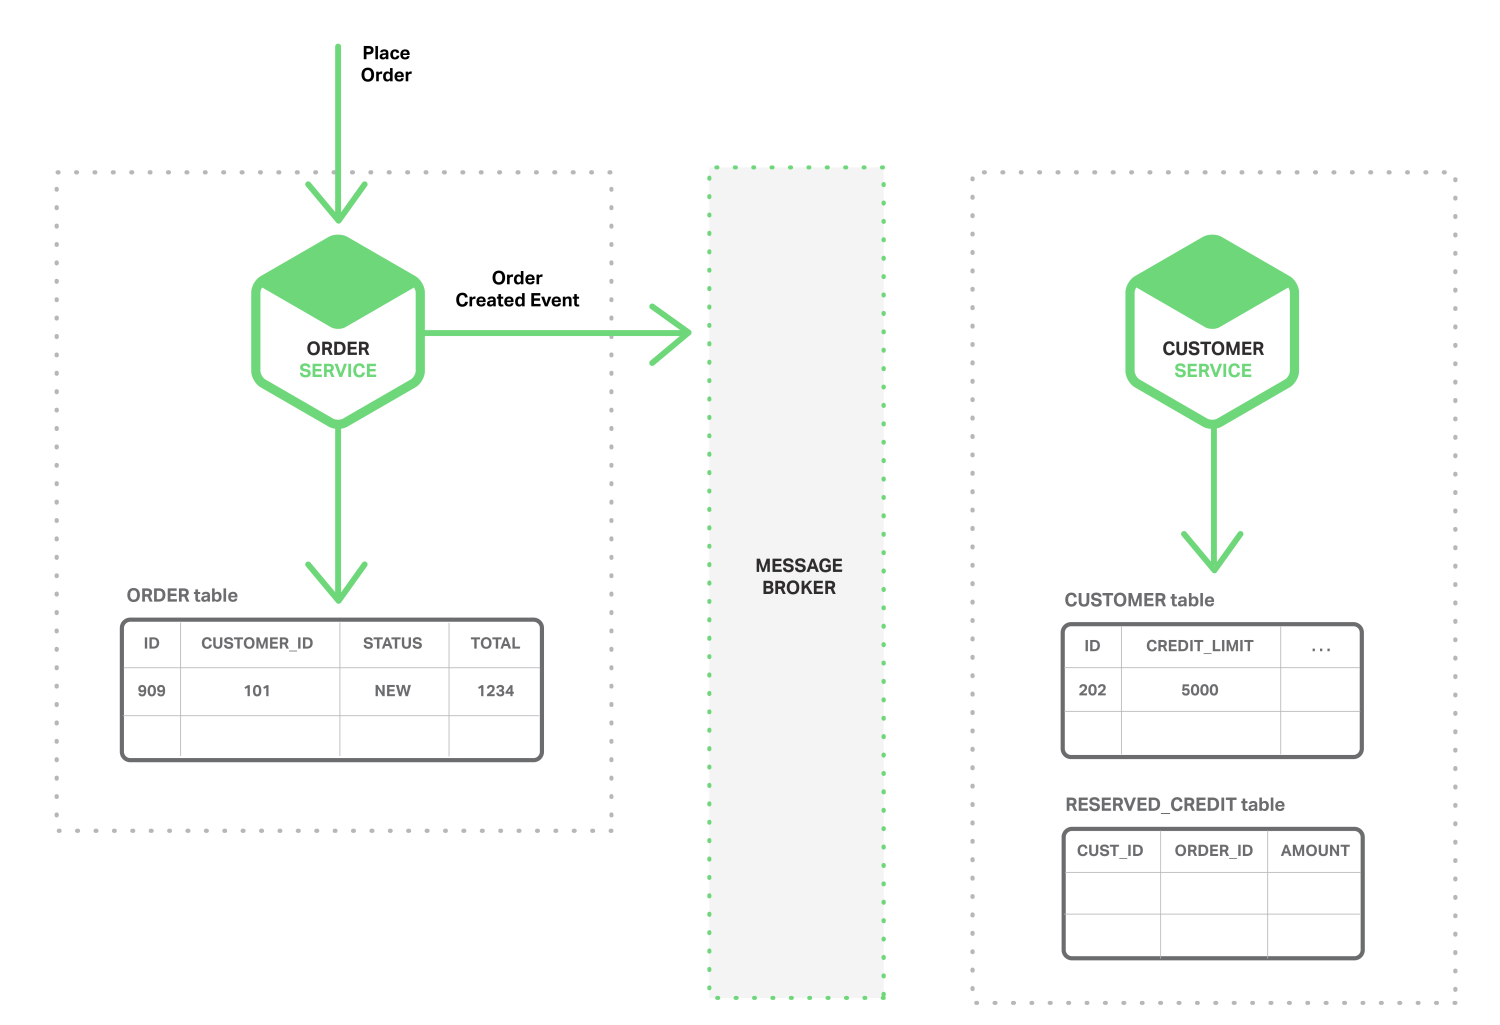 Place
Order
Order
Created Event
ORDER
SERVICE
CUSTOMER
SERVICE
MESSAGE
BROKER
ORDER table
ID CUSTOMER_ID STATUS TOTAL
909 101 NEW 1234
CUSTOMER table
ID CREDIT_LIMIT ...
202 5000
RESERVED_CREDIT table
CUST_ID ORDER_ID AMOUNT